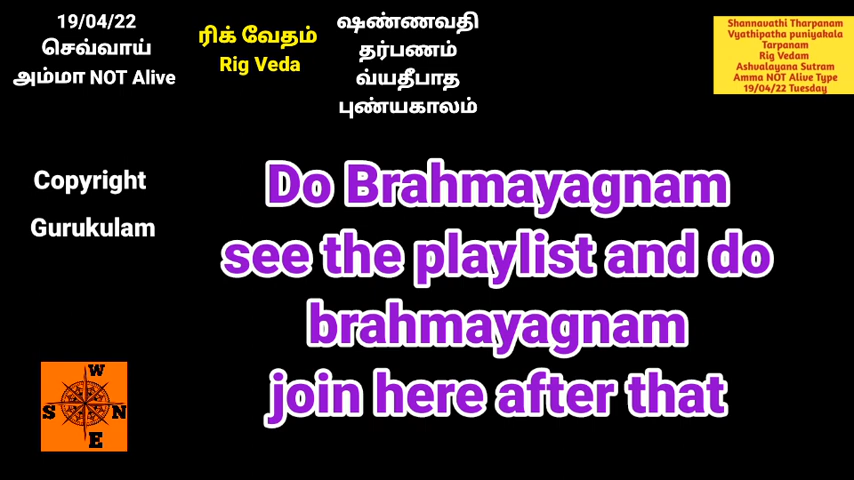 19/04/22
செவ்வாய்
அம்மா NOT Alive
ரிக் வேதம்
Rig Veda
ஷண்ணவதி
தர்பணம்
வ்யதீபாத
புண்யகாலம்
Shannavathi Tharpanam
Vyathipatha puniyakala
Tarpanam
Rig Vedam
Ashvalayana Sutram
Amma NOT Alive Type
19/04/22 Tuesday
Copyright
Gurukulam
Do Brahmayagnam
see the playlist and do
brahmayagnam
join here after that
W
S N
E